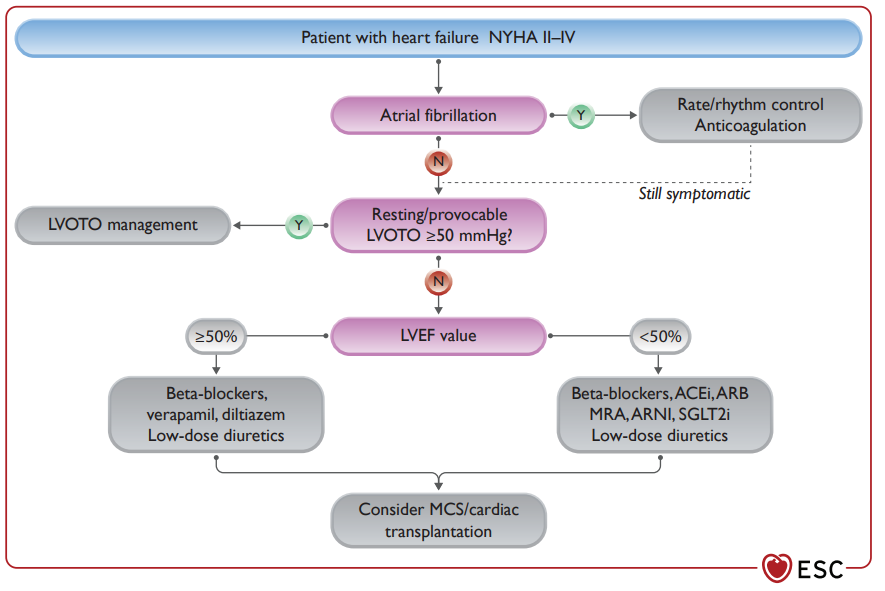 Patient with heart failure NYHA II–IV
Atrial fibrillation
Y
Rate/rhythm control
Anticoagulation
N
Still symptomatic
LVOTO management
Y
Resting/provocable
LVOTO ≥50 mmHg?
N
≥50%
LVEF value
<50%
Beta-blockers,
verapamil, diltiazem
Low-dose diuretics
Beta-blockers, ACEi, ARB
MRA, ARNI, SGLT2i
Low-dose diuretics
Consider MCS/cardiac
transplantation
ESC